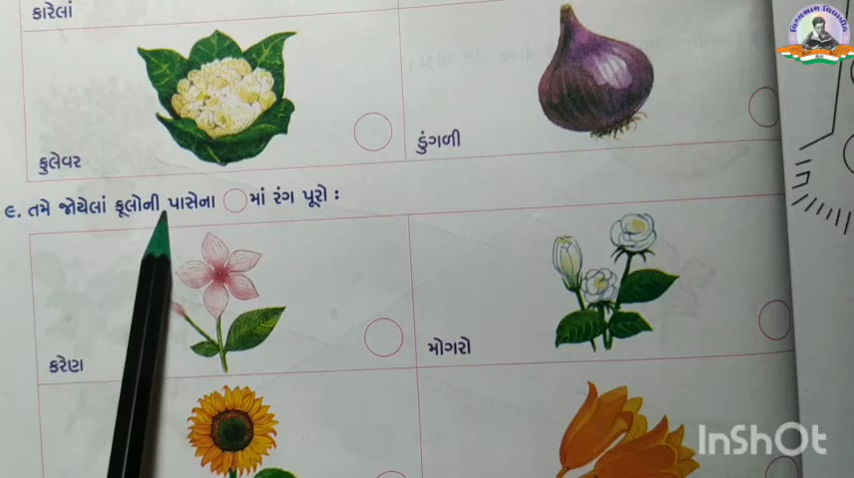 કારેલાં
ફુલેવર
ડુંગળી
૯. તમે જોયેલાં ફૂલોની પાસેના ○ માં રંગ પૂરો :
કરેણ
મોગરો
InShOt